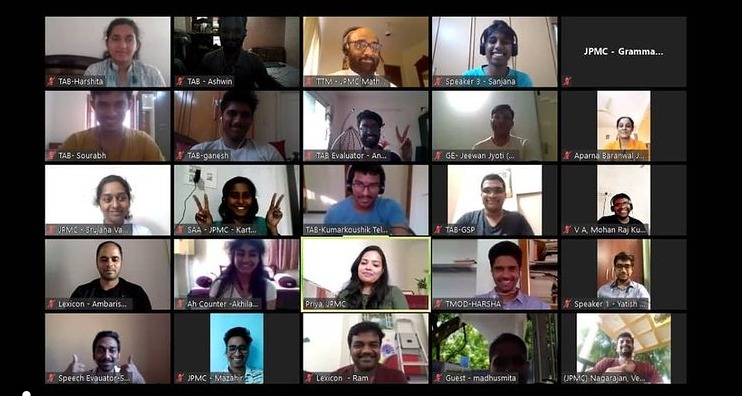 JPMC - Gramma...
TAB-Harshita
TAB - Ashwin
TTM - JPMC Math
Speaker 3 - Sanjana
TAB- Sourabh
TAB-ganesh
TAB Evaluator - An...
GE- Jeewan Jyoti (...
Aparna Baranwal,J...
JPMC - Srujana Va...
SAA - JPMC - Kart...
TAB-Kumarkoushik Tel...
TAB-GSP
V A, Mohan Raj Ku...
Lexicon - Ambaris...
Ah Counter -Akhila...
Priya, JPMC
TMOD-HARSHA
Speaker 1 - Yatish
Speech Evauator-S...
JPMC - Mazahir
Lexicon - Ram
Guest - madhusmita
(JPMC) Nagarajan, Ve...